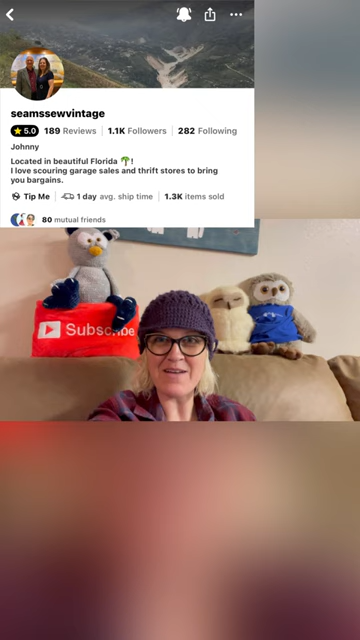 seamssewvintage
★ 5.0 189 Reviews 1.1K Followers 282 Following
Johnny
Located in beautiful Florida 🌴!
I love scouring garage sales and thrift stores to bring
you bargains.
Tip Me 1 day avg. ship time 1.3K items sold
80 mutual friends
Subscribe